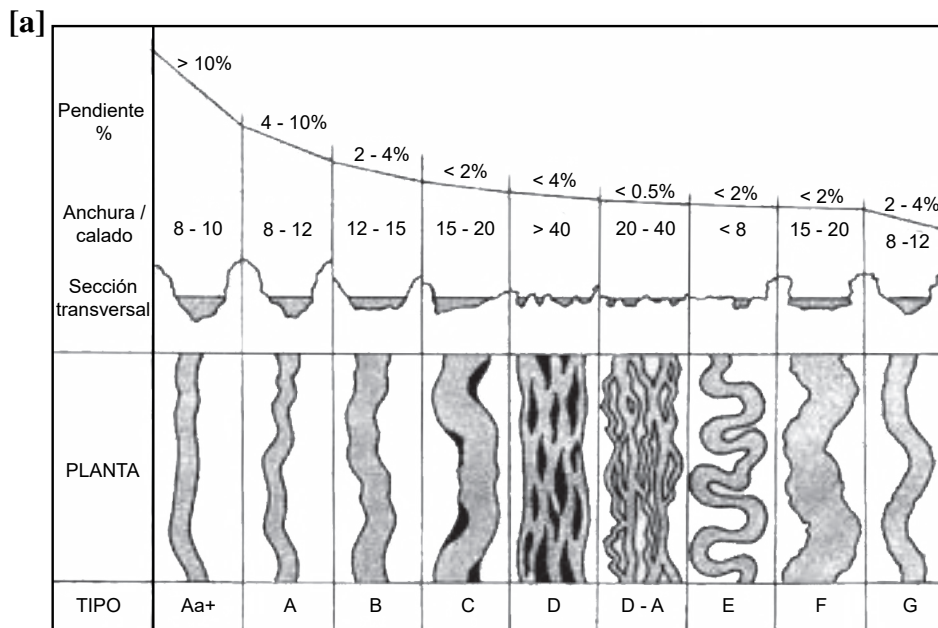 [a]
Pendiente
%
> 10%
4 - 10%
2 - 4%
< 2%
< 4%
< 0.5%
< 2%
< 2%
2 - 4%
Anchura /
calado
8 - 10
8 - 12
12 - 15
15 - 20
> 40
20 - 40
< 8
15 - 20
8 -12
Sección
transversal
PLANTA
TIPO
Aa+
A
B
C
D
D - A
E
F
G